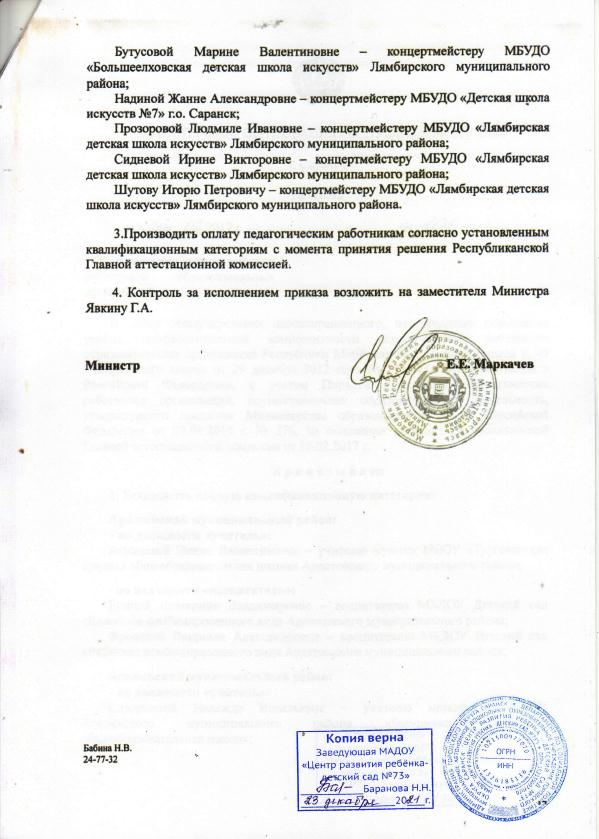 Бутусовой Марине Валентиновне – концертмейстеру МБУДО
«Большеелховская детская школа искусств» Лямбирского муниципального
района;
Надиной Жанне Александровне – концертмейстеру МБУДО «Детская школа
искусств №7» г.о. Саранск;
Прозоровой Людмиле Ивановне – концертмейстеру МБУДО «Лямбирская
детская школа искусств» Лямбирского муниципального района;
Сидневой Ирине Викторовне – концертмейстеру МБУДО «Лямбирская
детская школа искусств» Лямбирского муниципального района;
Шутову Игорю Петровичу – концертмейстеру МБУДО «Лямбирская детская
школа искусств» Лямбирского муниципального района.
3.Производить оплату педагогическим работникам согласно установленным
квалификационным категориям с момента принятия решения Республиканской
Главной аттестационной комиссией.
4. Контроль за исполнением приказа возложить на заместителя Министра
Явкину Г.А.
Министр
Е.Е. Маркачев
Бабина Н.В.
24-77-32
Копия верна
Заведующая МАДОУ
«Центр развития ребёнка-
детский сад №73»
Баранова Н.Н.
23 декабря 2021 г.
ОГРН
ИНН